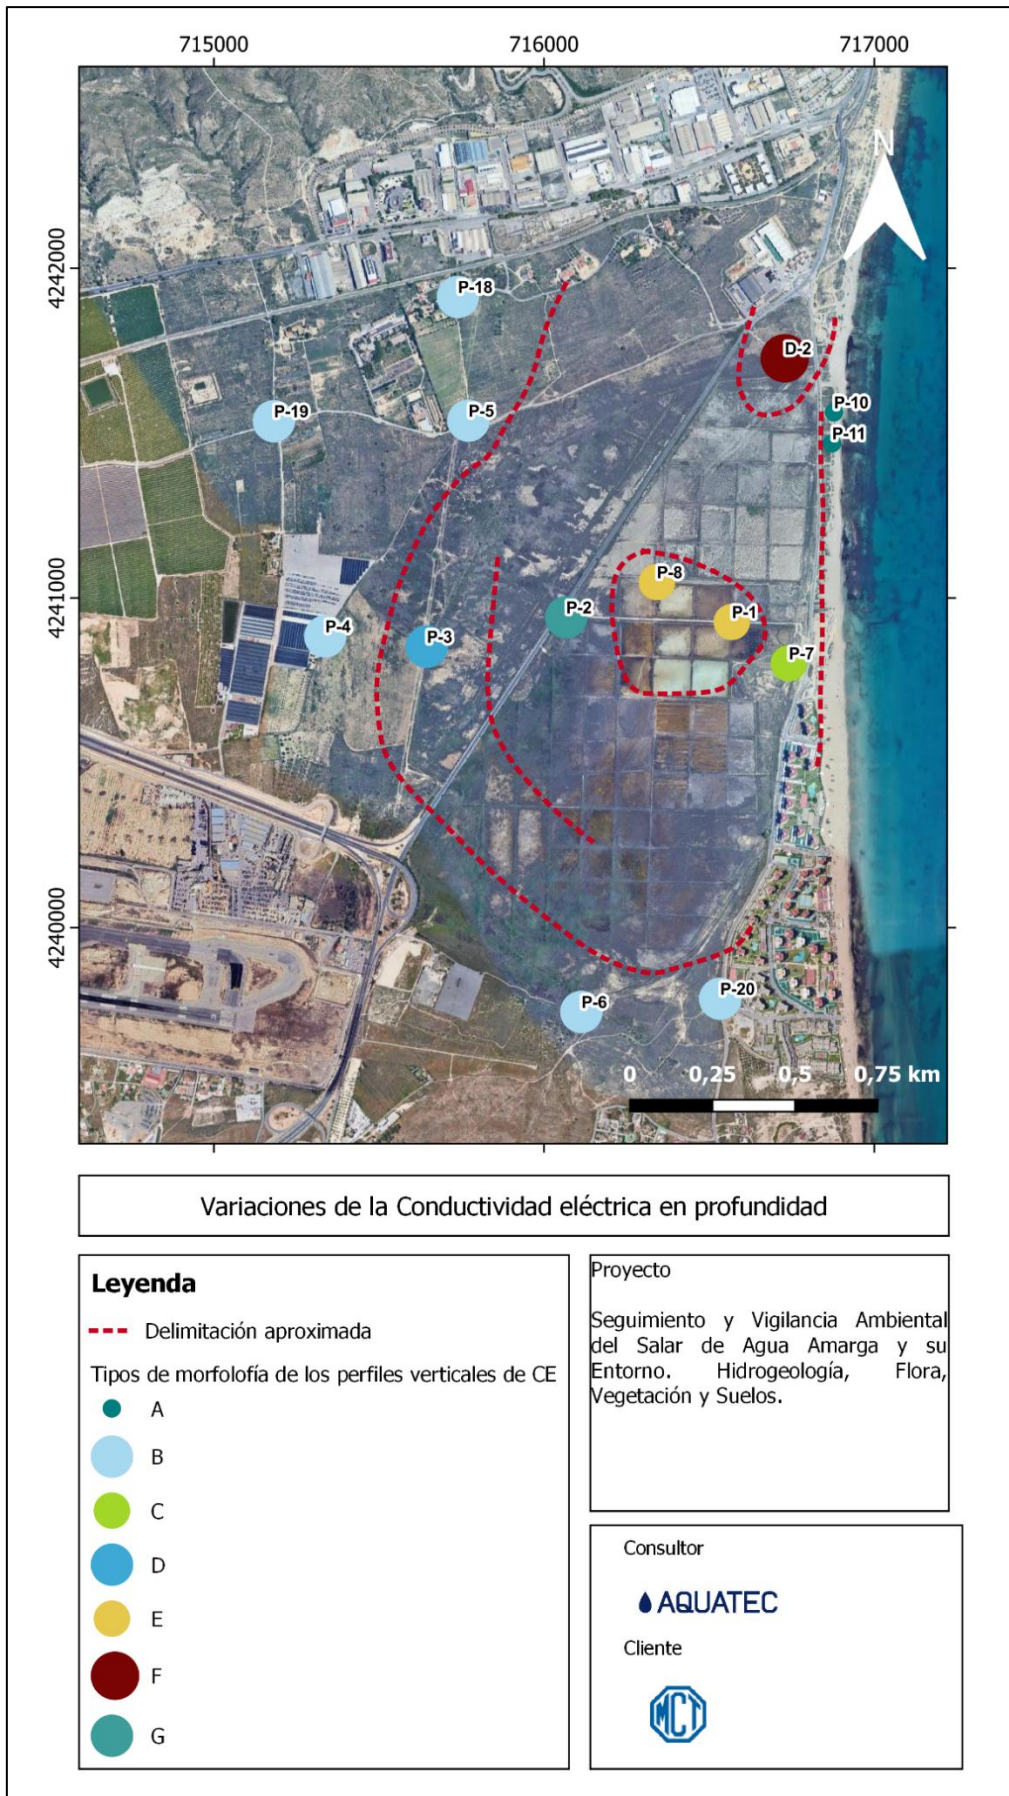 715000
716000
717000
N
4242000
P-18
D-2
P-19
P-5
P-10
P-11
4241000
P-8
P-2
P-1
P-4
P-3
P-7
4240000
P-20
P-6
0 0,25 0,5 0,75 km
Variaciones de la Conductividad eléctrica en profundidad
Leyenda
Delimitación aproximada
Tipos de morfolofía de los perfiles verticales de CE
A
B
C
D
E
F
G
Proyecto
Seguimiento y Vigilancia Ambiental
del Salar de Agua Amarga y su
Entorno. Hidrogeología, Flora,
Vegetación y Suelos.
Consultor
AQUATEC
Cliente
MCT